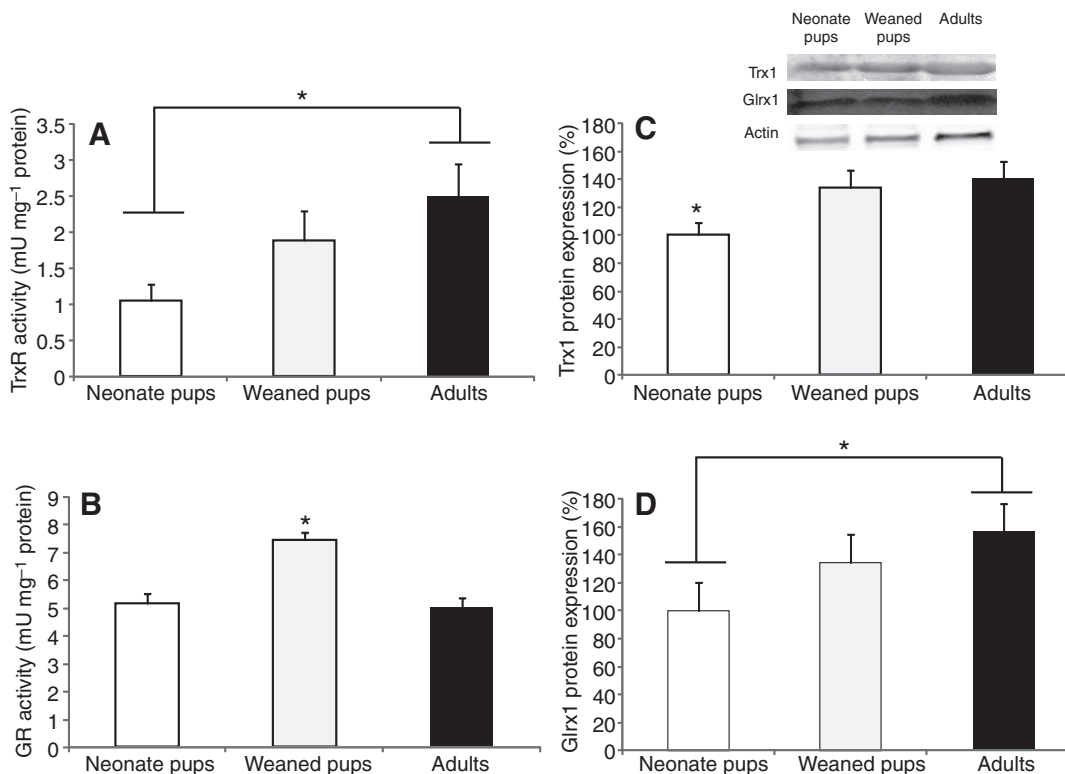 A
*
TrxR activity (mU mg⁻¹ protein)
3.5
3
2.5
2
1.5
1
0.5
0
Neonate pups Weaned pups Adults
Neonate pups Weaned pups Adults
Trx1
Glrx1
Actin
C
*
Trx1 protein expression (%)
180
160
140
120
100
80
60
40
20
0
Neonate pups Weaned pups Adults
B
*
GR activity (mU mg⁻¹ protein)
9
8
7
6
5
4
3
2
1
0
Neonate pups Weaned pups Adults
D
*
Glrx1 protein expression (%)
180
160
140
120
100
80
60
40
20
0
Neonate pups Weaned pups Adults